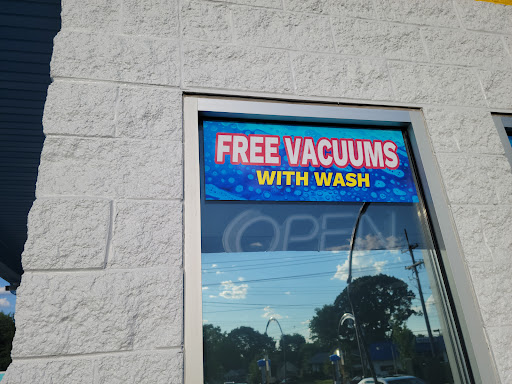 FREE VACUUMS
WITH WASH
OPEN